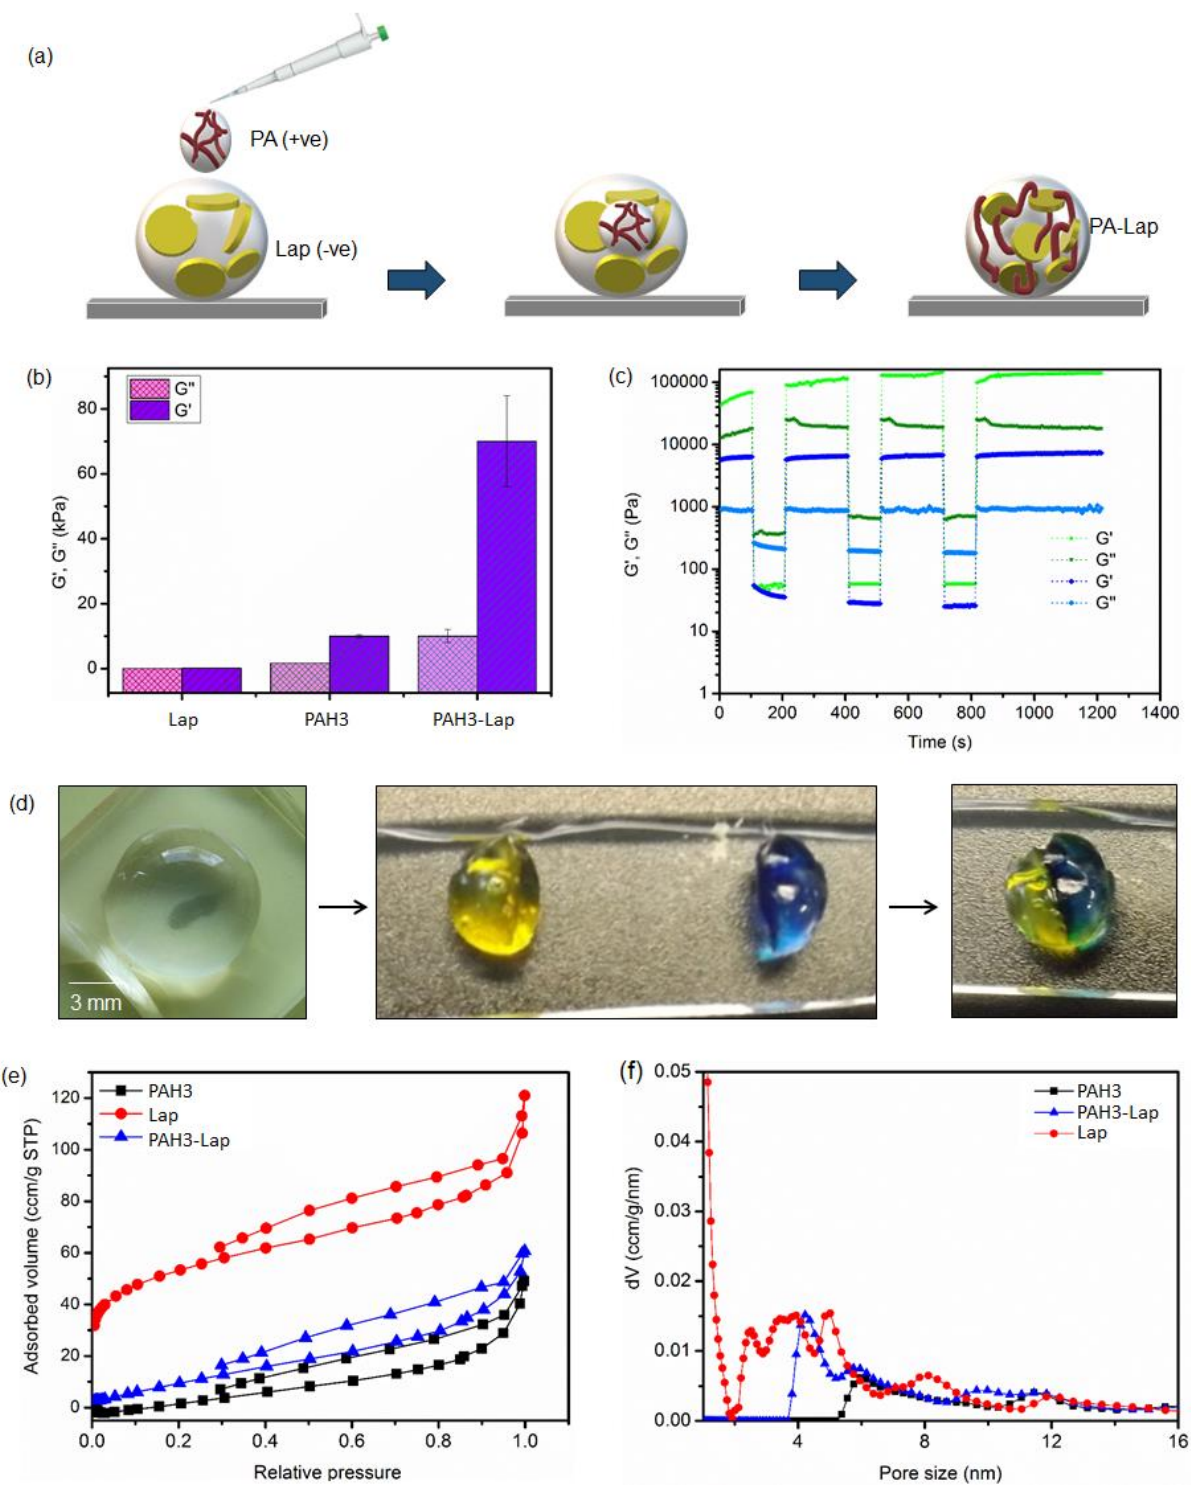 (a)
PA (+ve)
Lap (-ve)
PA-Lap
(b)
G"
G'
80
60
40
20
0
G', G" (kPa)
Lap PAH3 PAH3-Lap
(c)
100000
10000
1000
100
10
1
G', G" (Pa)
G'
G"
G'
G"
0 200 400 600 800 1000 1200 1400
Time (s)
(d)
3 mm
(e)
PAH3
Lap
PAH3-Lap
120
100
80
60
40
20
0
Adsorbed volume (ccm/g STP)
0.0 0.2 0.4 0.6 0.8 1.0
Relative pressure
(f)
PAH3
PAH3-Lap
Lap
0.05
0.04
0.03
0.02
0.01
0.00
dV (ccm/g/nm)
4 8 12 16
Pore size (nm)